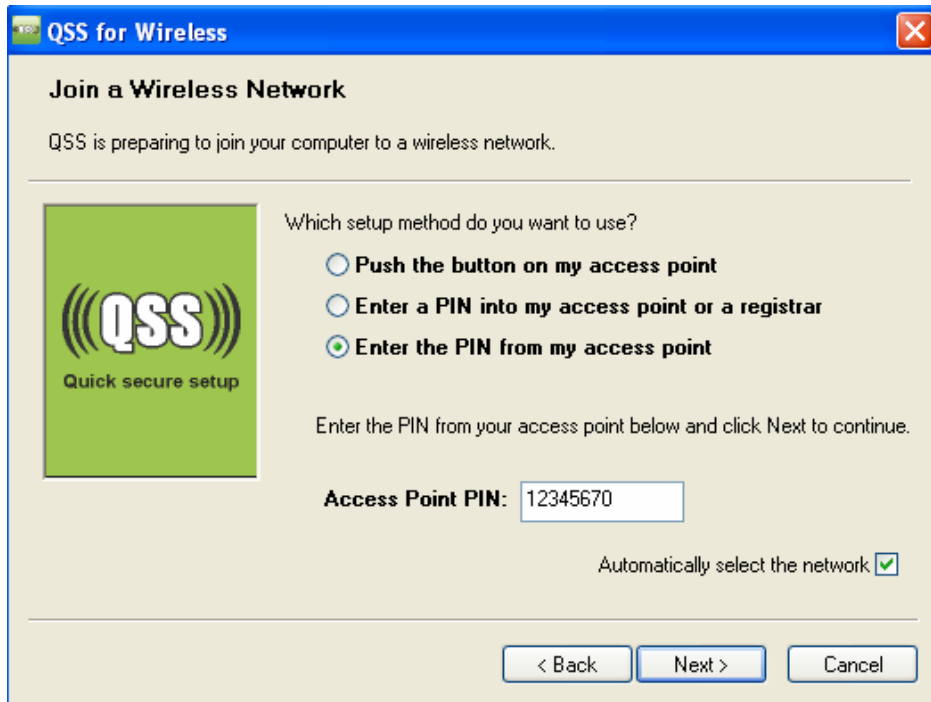 QSS for Wireless
Join a Wireless Network
QSS is preparing to join your computer to a wireless network.
Which setup method do you want to use?
Push the button on my access point
Enter a PIN into my access point or a registrar
Enter the PIN from my access point
(((QSS)))
Quick secure setup
Enter the PIN from your access point below and click Next to continue.
Access Point PIN: 12345670
Automatically select the network
< Back Next > Cancel